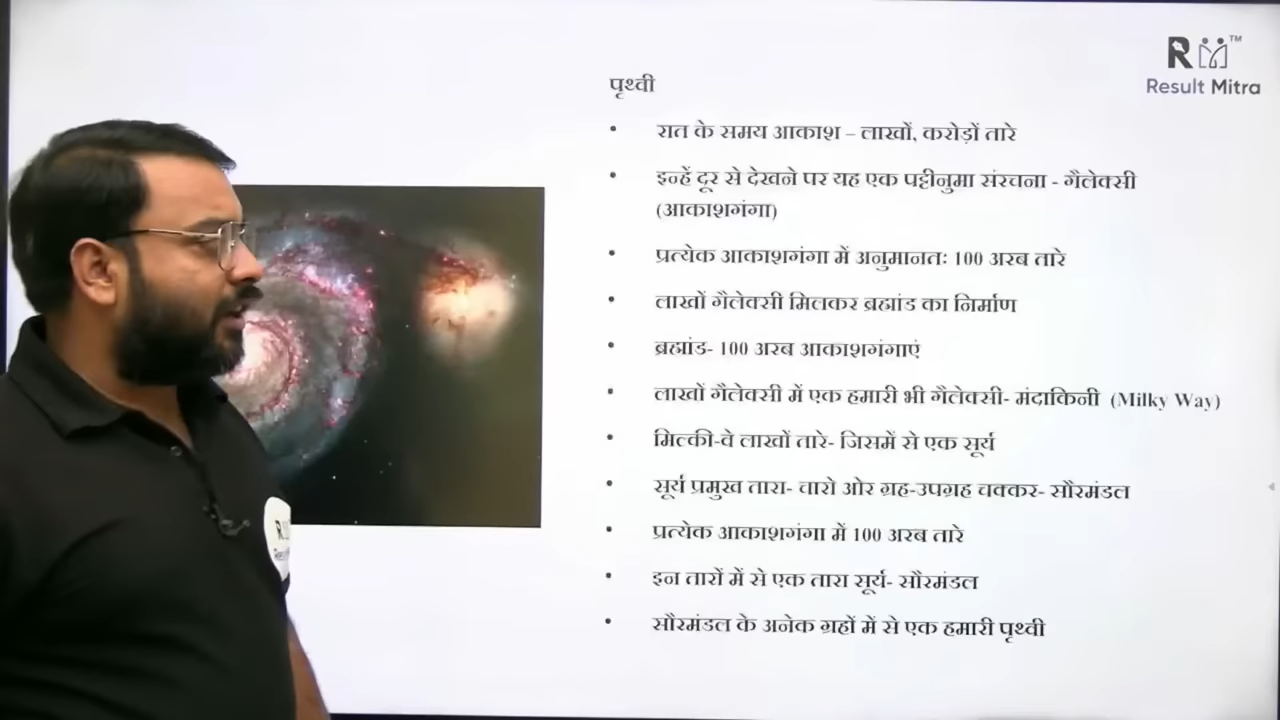 RM™
Result Mitra
पृथ्वी
• रात के समय आकाश – लाखों, करोड़ों तारे
• इन्हें दूर से देखने पर यह एक पट्टीनुमा संरचना - गैलेक्सी
(आकाशगंगा)
• प्रत्येक आकाशगंगा में अनुमानतः 100 अरब तारे
• लाखों गैलेक्सी मिलकर ब्रह्मांड का निर्माण
• ब्रह्मांड- 100 अरब आकाशगंगाएं
• लाखों गैलेक्सी में एक हमारी भी गैलेक्सी- मंदाकिनी (Milky Way)
• मिल्की-वे लाखों तारे- जिसमें से एक सूर्य
• सूर्य प्रमुख तारा- चारो ओर ग्रह-उपग्रह चक्कर- सौरमंडल
• प्रत्येक आकाशगंगा में 100 अरब तारे
• इन तारों में से एक तारा सूर्य- सौरमंडल
• सौरमंडल के अनेक ग्रहों में से एक हमारी पृथ्वी